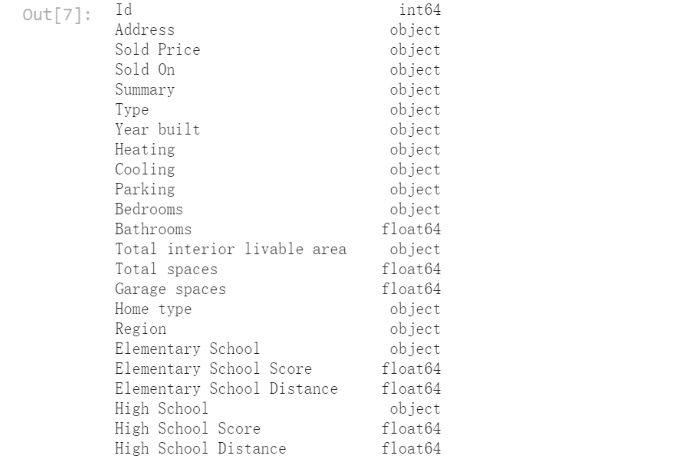 Out[7]: Id int64
Address object
Sold Price object
Sold On object
Summary object
Type object
Year built object
Heating object
Cooling object
Parking object
Bedrooms object
Bathrooms float64
Total interior livable area object
Total spaces float64
Garage spaces float64
Home type object
Region object
Elementary School object
Elementary School Score float64
Elementary School Distance float64
High School object
High School Score float64
High School Distance float64